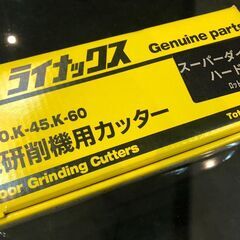 ライナックス
Genuine parts
0.K-45.K-60
研削機用カッター
oor Grinding Cutters
スーパーダイ
ハード